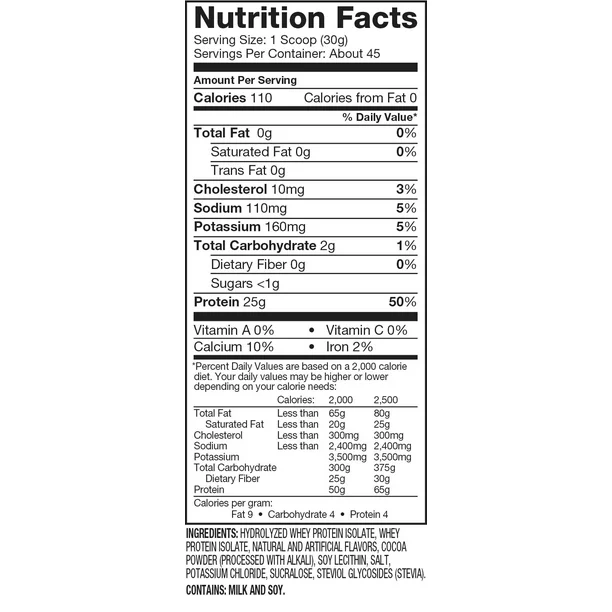 Nutrition Facts
Serving Size: 1 Scoop (30g)
Servings Per Container: About 45
Amount Per Serving
Calories 110 Calories from Fat 0
% Daily Value*
Total Fat 0g 0%
Saturated Fat 0g 0%
Trans Fat 0g
Cholesterol 10mg 3%
Sodium 110mg 5%
Potassium 160mg 5%
Total Carbohydrate 2g 1%
Dietary Fiber 0g 0%
Sugars <1g
Protein 25g 50%
Vitamin A 0% • Vitamin C 0%
Calcium 10% • Iron 2%
*Percent Daily Values are based on a 2,000 calorie
diet. Your daily values may be higher or lower
depending on your calorie needs:
Calories: 2,000 2,500
Total Fat Less than 65g 80g
Saturated Fat Less than 20g 25g
Cholesterol Less than 300mg 300mg
Sodium Less than 2,400mg 2,400mg
Potassium 3,500mg 3,500mg
Total Carbohydrate 300g 375g
Dietary Fiber 25g 30g
Protein 50g 65g
Calories per gram:
Fat 9 • Carbohydrate 4 • Protein 4
INGREDIENTS: HYDROLYZED WHEY PROTEIN ISOLATE, WHEY
PROTEIN ISOLATE, NATURAL AND ARTIFICIAL FLAVORS, COCOA
POWDER (PROCESSED WITH ALKALI), SOY LECITHIN, SALT,
POTASSIUM CHLORIDE, SUCRALOSE, STEVIOL GLYCOSIDES (STEVIA).
CONTAINS: MILK AND SOY.